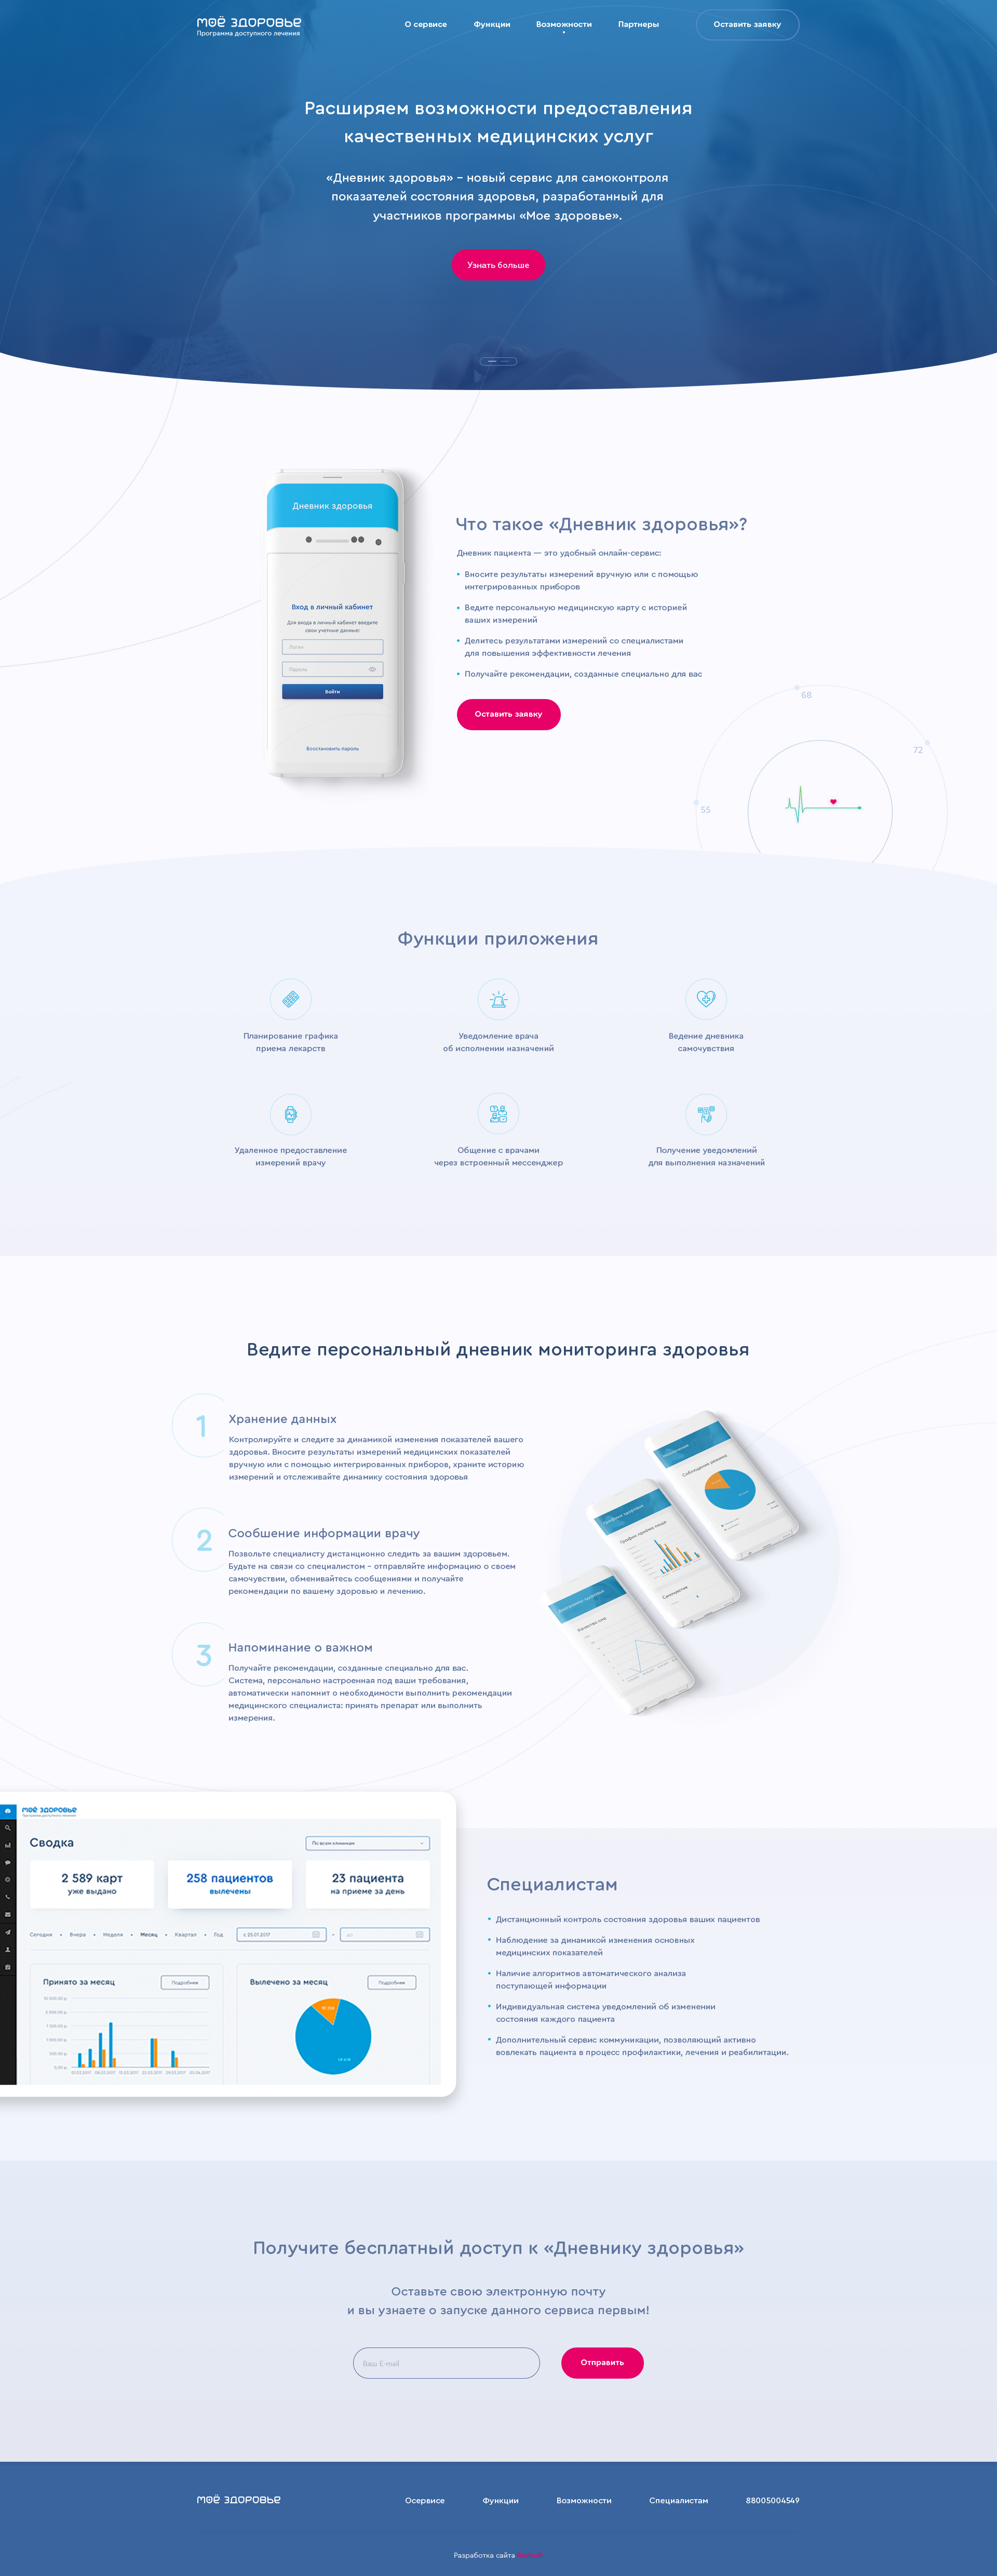 моё здоровье
Программа доступного лечения
О сервисе
Функции
Возможности
Партнеры
Оставить заявку
Расширяем возможности предоставления
качественных медицинских услуг
«Дневник здоровья» – новый сервис для самоконтроля
показателей состояния здоровья, разработанный для
участников программы «Мое здоровье».
Узнать больше
Дневник здоровья
Вход в личный кабинет
Для входа в личный кабинет введите
свои учетные данные:
Логин
Пароль
Войти
Восстановить пароль
Что такое «Дневник здоровья»?
Дневник пациента — это удобный онлайн-сервис:
Вносите результаты измерений вручную или с помощью
интегрированных приборов
Ведите персональную медицинскую карту с историей
ваших измерений
Делитесь результатами измерений со специалистами
для повышения эффективности лечения
Получайте рекомендации, созданные специально для вас
Оставить заявку
68
72
55
Функции приложения
Планирование графика
приема лекарств
Уведомление врача
об исполнении назначений
Ведение дневника
самочувствия
Удаленное предоставление
измерений врачу
Общение с врачами
через встроенный мессенджер
Получение уведомлений
для выполнения назначений
Ведите персональный дневник мониторинга здоровья
1
Хранение данных
Контролируйте и следите за динамикой изменения показателей вашего
здоровья. Вносите результаты измерений медицинских показателей
вручную или с помощью интегрированных приборов, храните историю
измерений и отслеживайте динамику состояния здоровья
2
Сообшение информации врачу
Позвольте специалисту дистанционно следить за вашим здоровьем.
Будьте на связи со специалистом – отправляйте информацию о своем
самочувствии, обменивайтесь сообщениями и получайте
рекомендации по вашему здоровью и лечению.
3
Напоминание о важном
Получайте рекомендации, созданные специально для вас.
Система, персонально настроенная под ваши требования,
автоматически напомнит о необходимости выполнить рекомендации
медицинского специалиста: принять препарат или выполнить
измерения.
Соблюдение режима
График приёма пищи
Самочувствие
Качество сна
моё здоровье
Программа доступного лечения
Сводка
По всем клиникам
2 589 карт
уже выдано
258 пациентов
вылечены
23 пациента
на приеме за день
Сегодня • Вчера • Неделя • Месяц • Квартал • Год
с 25.01.2017
-
до
Принято за месяц
Подробнее
Вылечено за месяц
Подробнее
Специалистам
Дистанционный контроль состояния здоровья ваших пациентов
Наблюдение за динамикой изменения основных
медицинских показателей
Наличие алгоритмов автоматического анализа
поступающей информации
Индивидуальная система уведомлений об изменении
состояния каждого пациента
Дополнительный сервис коммуникации, позволяющий активно
вовлекать пациента в процесс профилактики, лечения и реабилитации.
Получите бесплатный доступ к «Дневнику здоровья»
Оставьте свою электронную почту
и вы узнаете о запуске данного сервиса первым!
Ваш E-mail
Отправить
моё здоровье
Осервисе
Функции
Возможности
Специалистам
88005004549
Разработка сайта